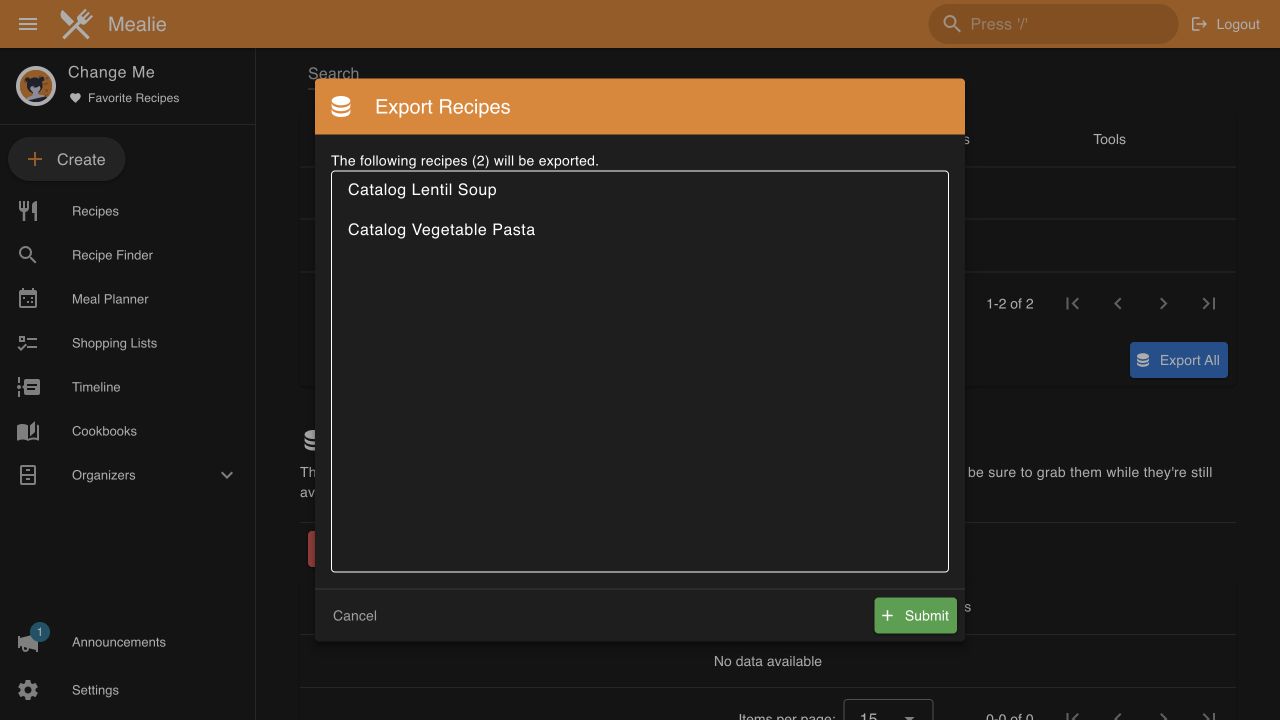 Mealie
Press '/'
Logout
Change Me
Favorite Recipes
Search
Create
Recipes
Recipe Finder
Meal Planner
Shopping Lists
Timeline
Cookbooks
Organizers
Announcements
1
Settings
Export Recipes
The following recipes (2) will be exported.
Catalog Lentil Soup
Catalog Vegetable Pasta
Cancel
Submit
Tools
1-2 of 2
Export All
be sure to grab them while they're still
No data available
Items per page:
15
0-0 of 0